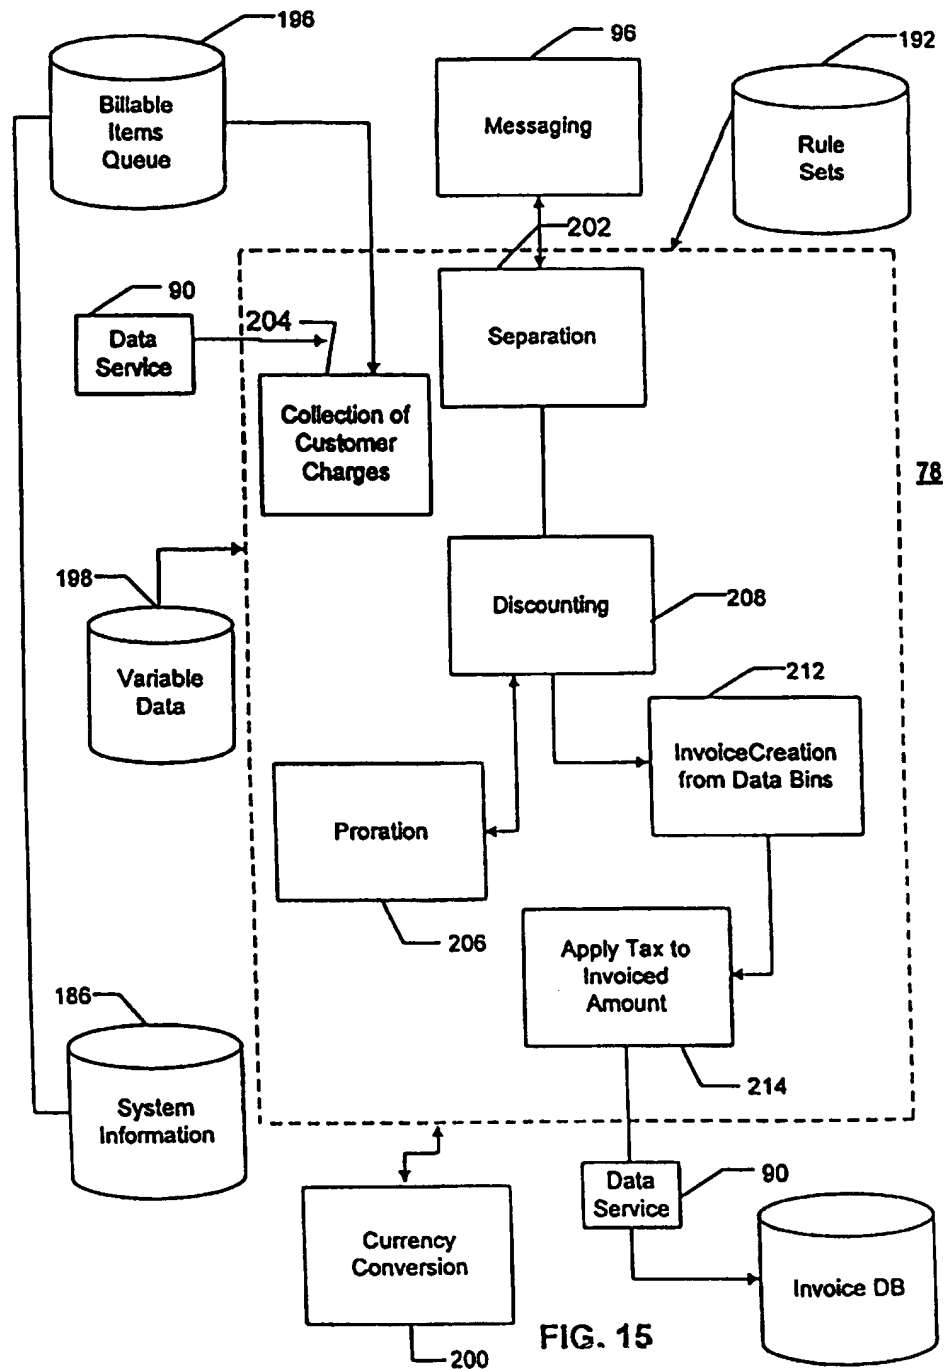 196
Billable
Items
Queue
96
Messaging
192
Rule
Sets
202
90
Data
Service
204
Separation
Collection of
Customer
Charges
78
198
Variable
Data
Discounting
208
212
InvoiceCreation
from Data Bins
Proration
206
Apply Tax to
Invoiced
Amount
214
186
System
Information
Data
Service
90
Currency
Conversion
200
Invoice DB
FIG. 15